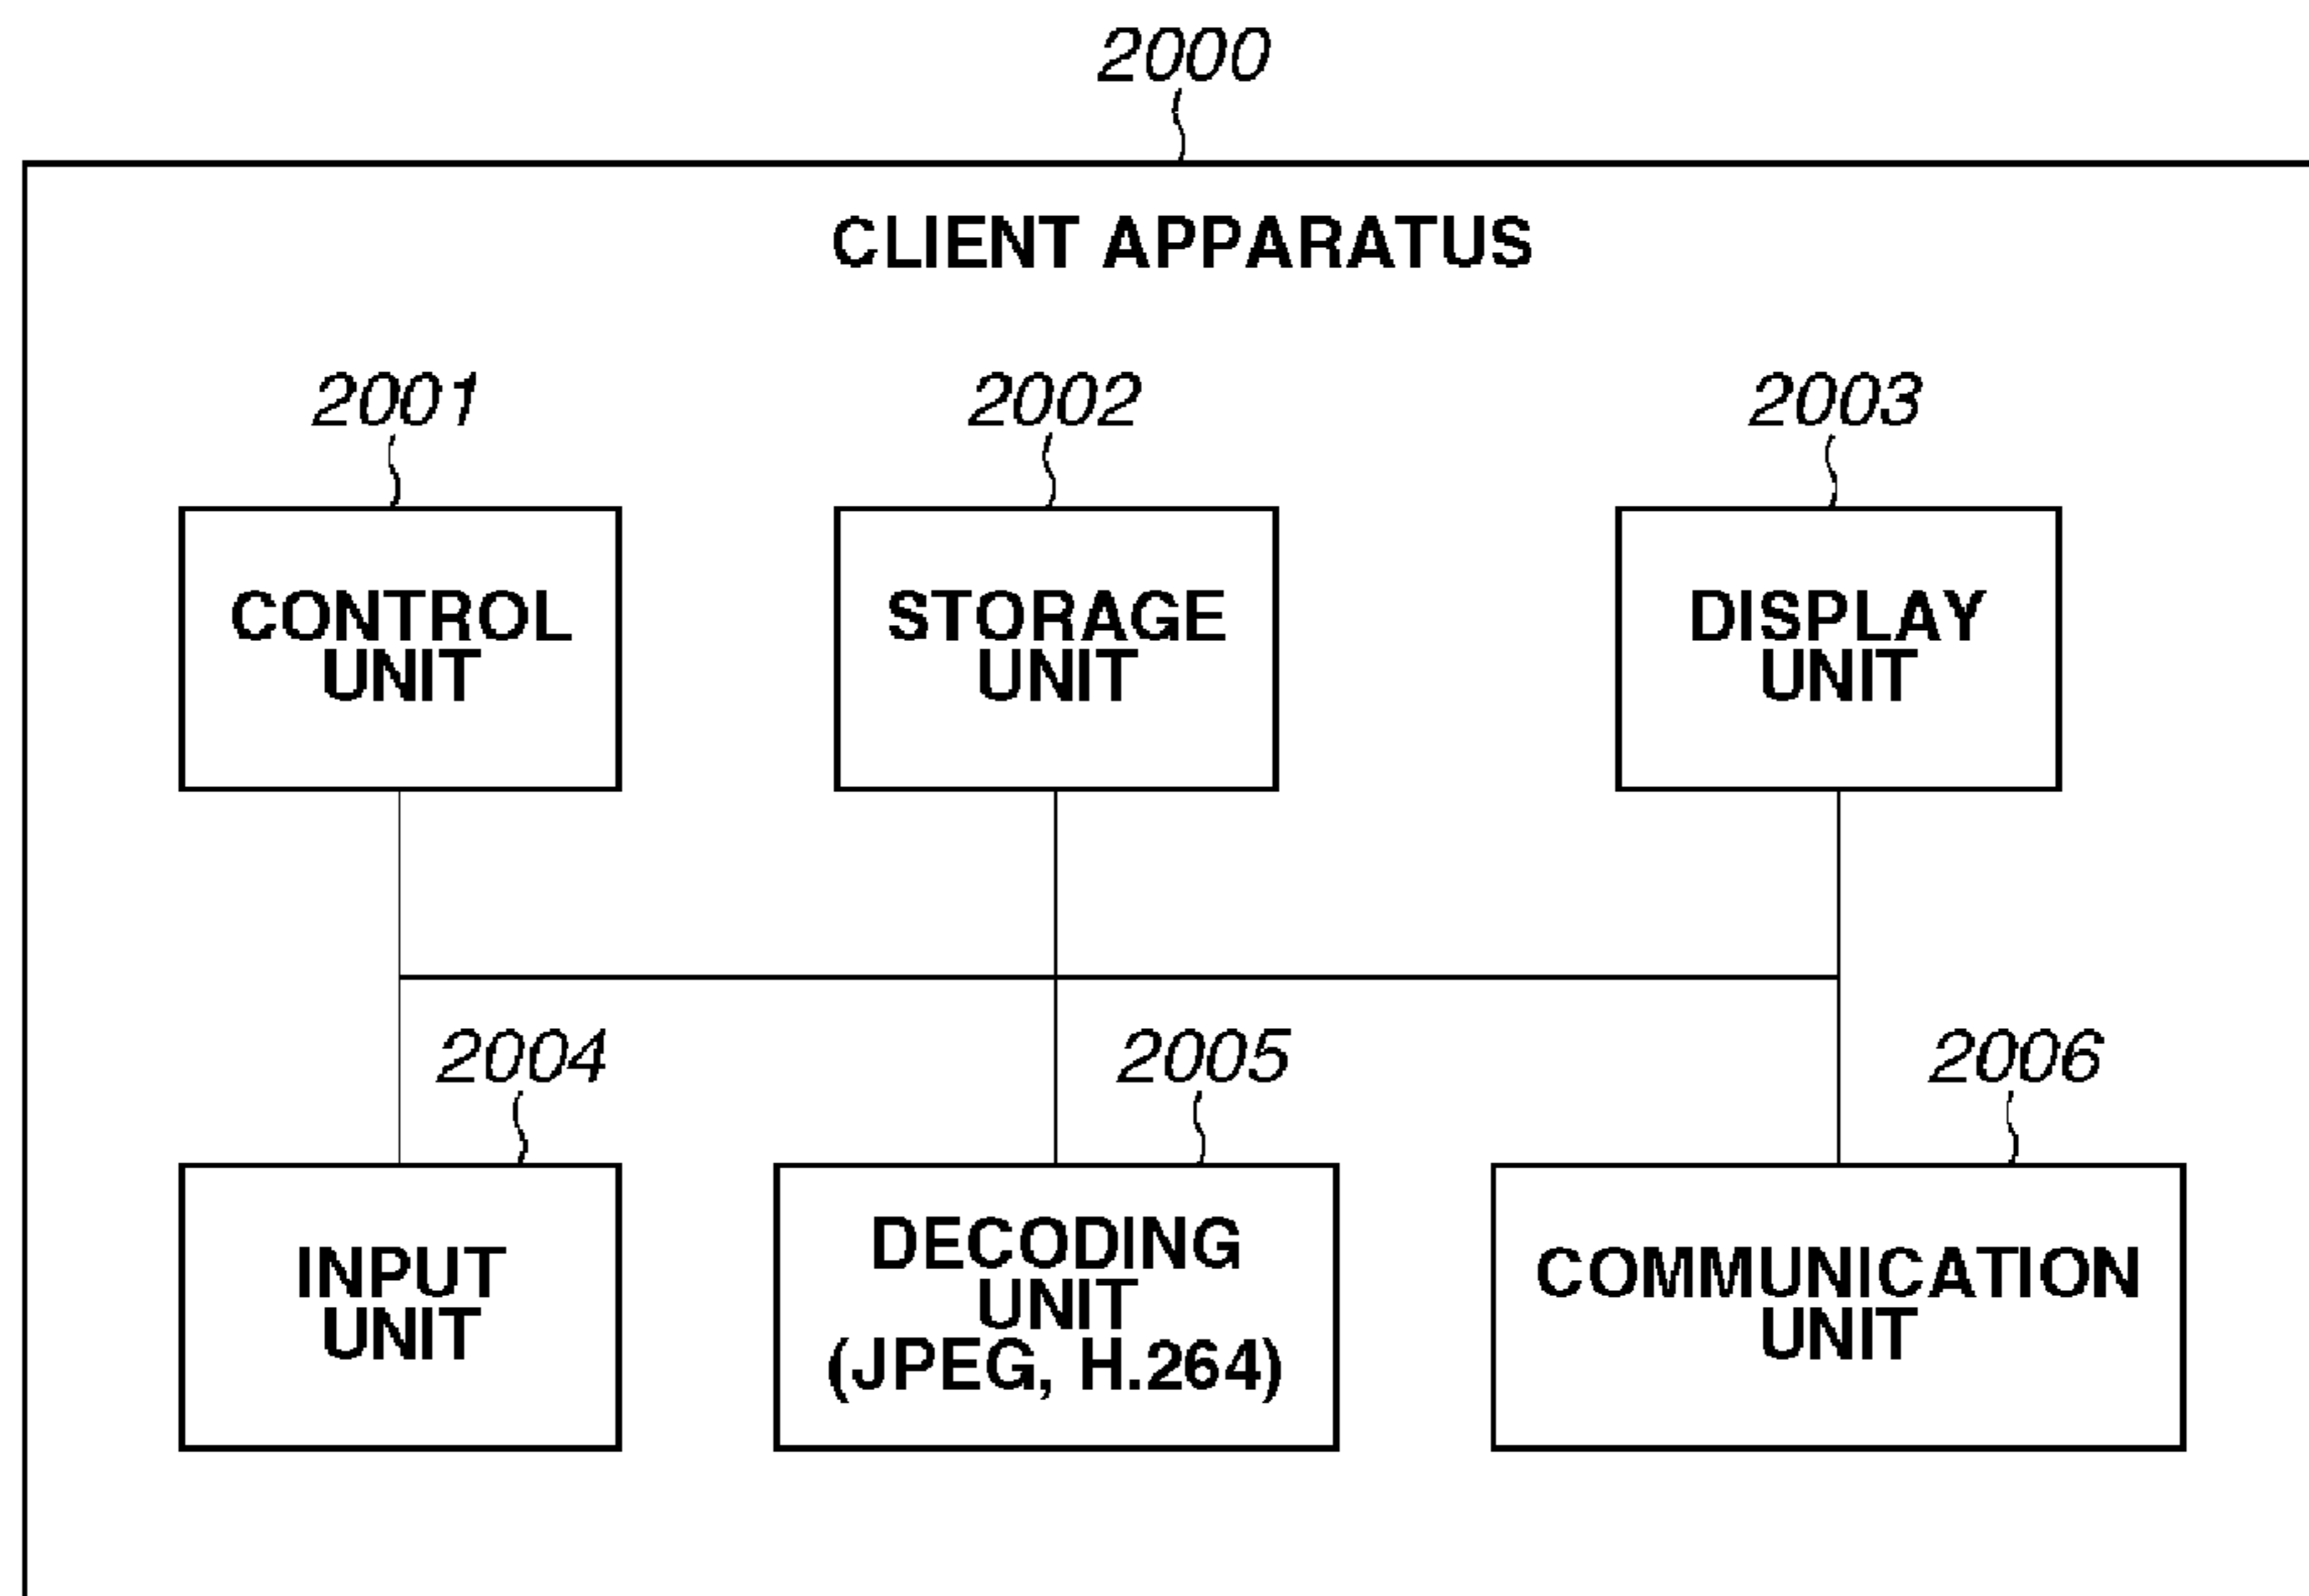 2000
CLIENT APPARATUS
2001
2002
2003
CONTROL
UNIT
STORAGE
UNIT
DISPLAY
UNIT
2004
2005
2006
INPUT
UNIT
DECODING
UNIT
(JPEG, H.264)
COMMUNICATION
UNIT